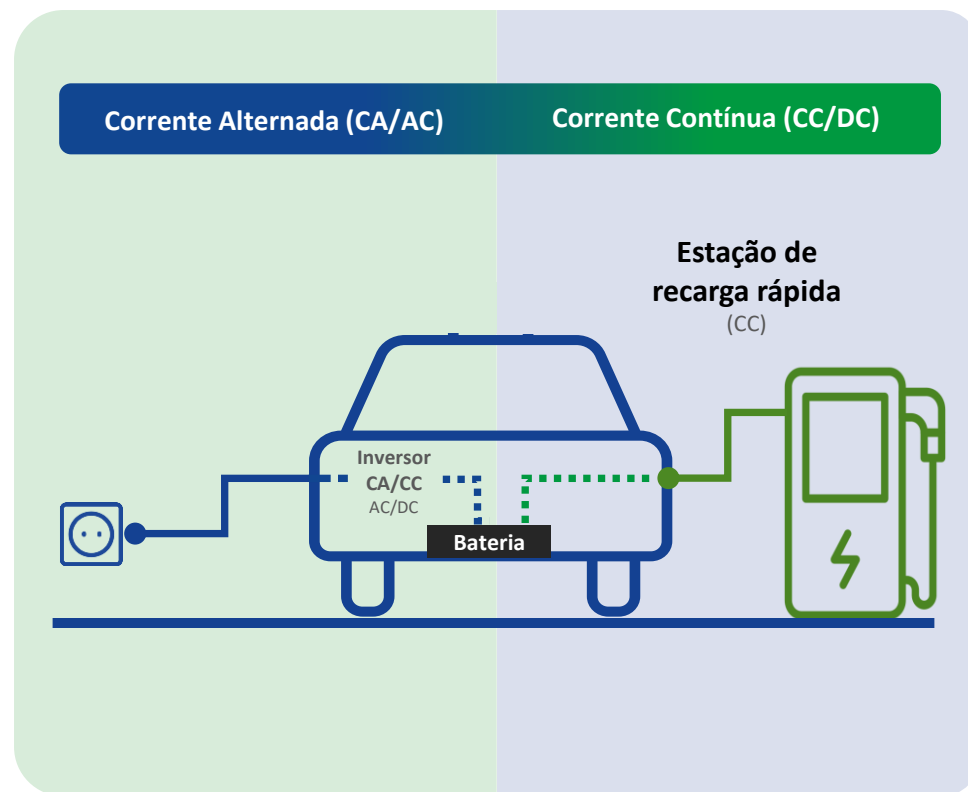 Corrente Alternada (CA/AC)
Corrente Contínua (CC/DC)
Estação de
recarga rápida
(CC)
Inversor
CA/CC
AC/DC
Bateria